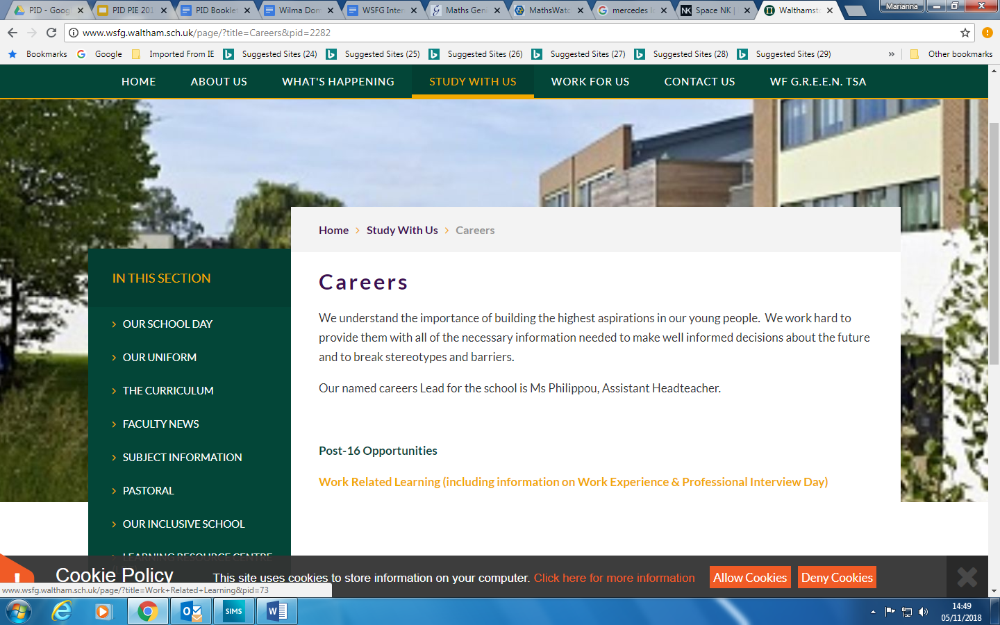 PID - Goog
PID PIE 201
PID Booklet
Wilma Dom
WSFG Inter
Maths Geni
MathsWatc
mercedes l
Space NK |
Walthamst
Marianna
www.wsfg.waltham.sch.uk/page/?title=Careers&pid=2282
Bookmarks
Google
Imported From IE
Suggested Sites (24)
Suggested Sites (25)
Suggested Sites (26)
Suggested Sites (27)
Suggested Sites (28)
Suggested Sites (29)
»
Other bookmarks
HOME
ABOUT US
WHAT'S HAPPENING
STUDY WITH US
WORK FOR US
CONTACT US
WF G.R.E.E.N. TSA
Home > Study With Us > Careers
IN THIS SECTION
OUR SCHOOL DAY
OUR UNIFORM
THE CURRICULUM
FACULTY NEWS
SUBJECT INFORMATION
PASTORAL
OUR INCLUSIVE SCHOOL
LEARNING RESOURCE CENTRE
Careers
We understand the importance of building the highest aspirations in our young people. We work hard to
provide them with all of the necessary information needed to make well informed decisions about the future
and to break stereotypes and barriers.
Our named careers Lead for the school is Ms Philippou, Assistant Headteacher.
Post-16 Opportunities
Work Related Learning (including information on Work Experience & Professional Interview Day)
Cookie Policy
This site uses cookies to store information on your computer. Click here for more information
Allow Cookies
Deny Cookies
www.wsfg.waltham.sch.uk/page/?title=Work+Related+Learning&pid=73
SIMS
14:49
05/11/2018